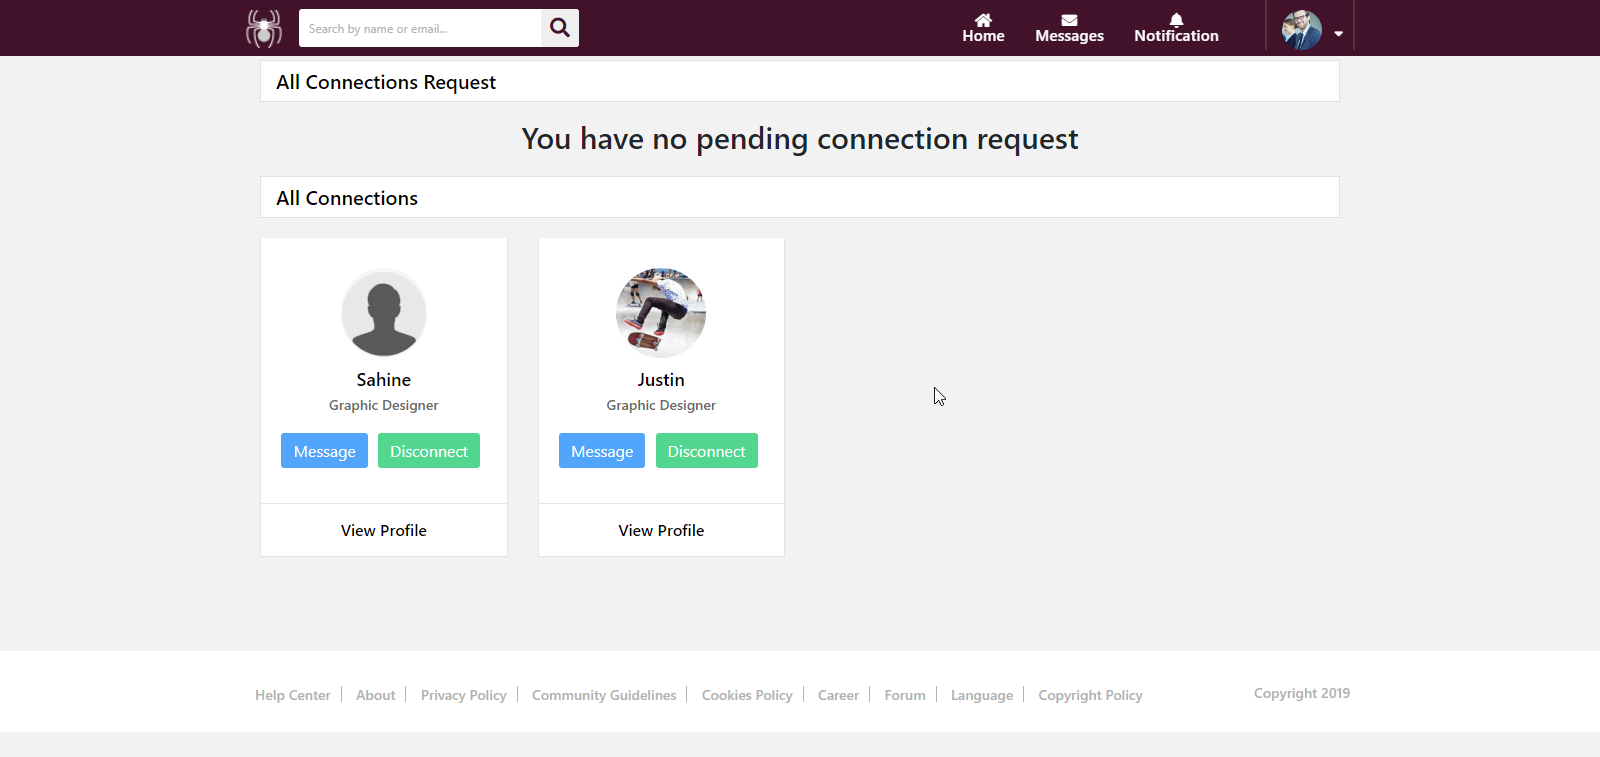 Search by name or email...
Home
Messages
Notification
All Connections Request
You have no pending connection request
All Connections
Sahine
Graphic Designer
Message
Disconnect
View Profile
Justin
Graphic Designer
Message
Disconnect
View Profile
Help Center
About
Privacy Policy
Community Guidelines
Cookies Policy
Career
Forum
Language
Copyright Policy
Copyright 2019